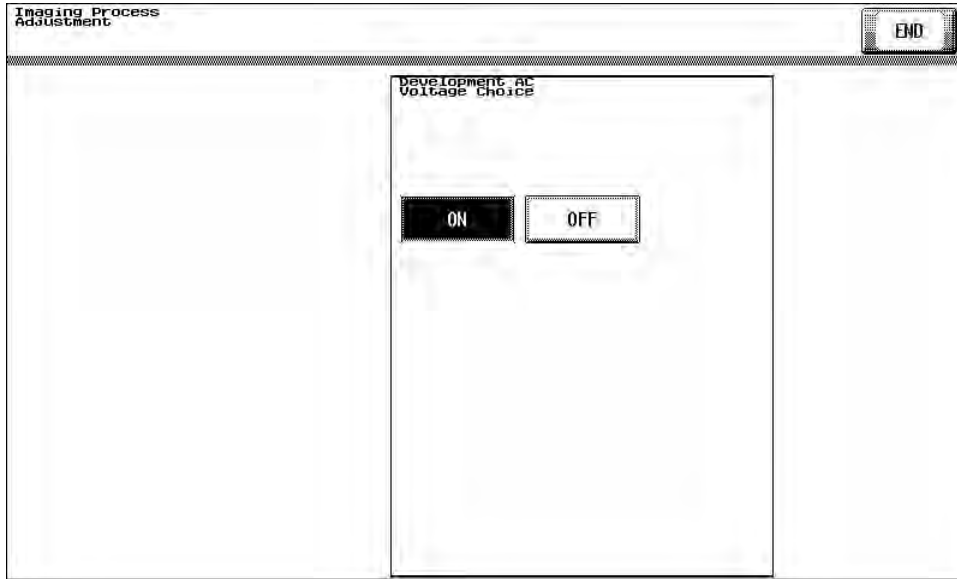 Imaging Process
Adjustment
END
Development AC
Voltage Choice
ON
OFF